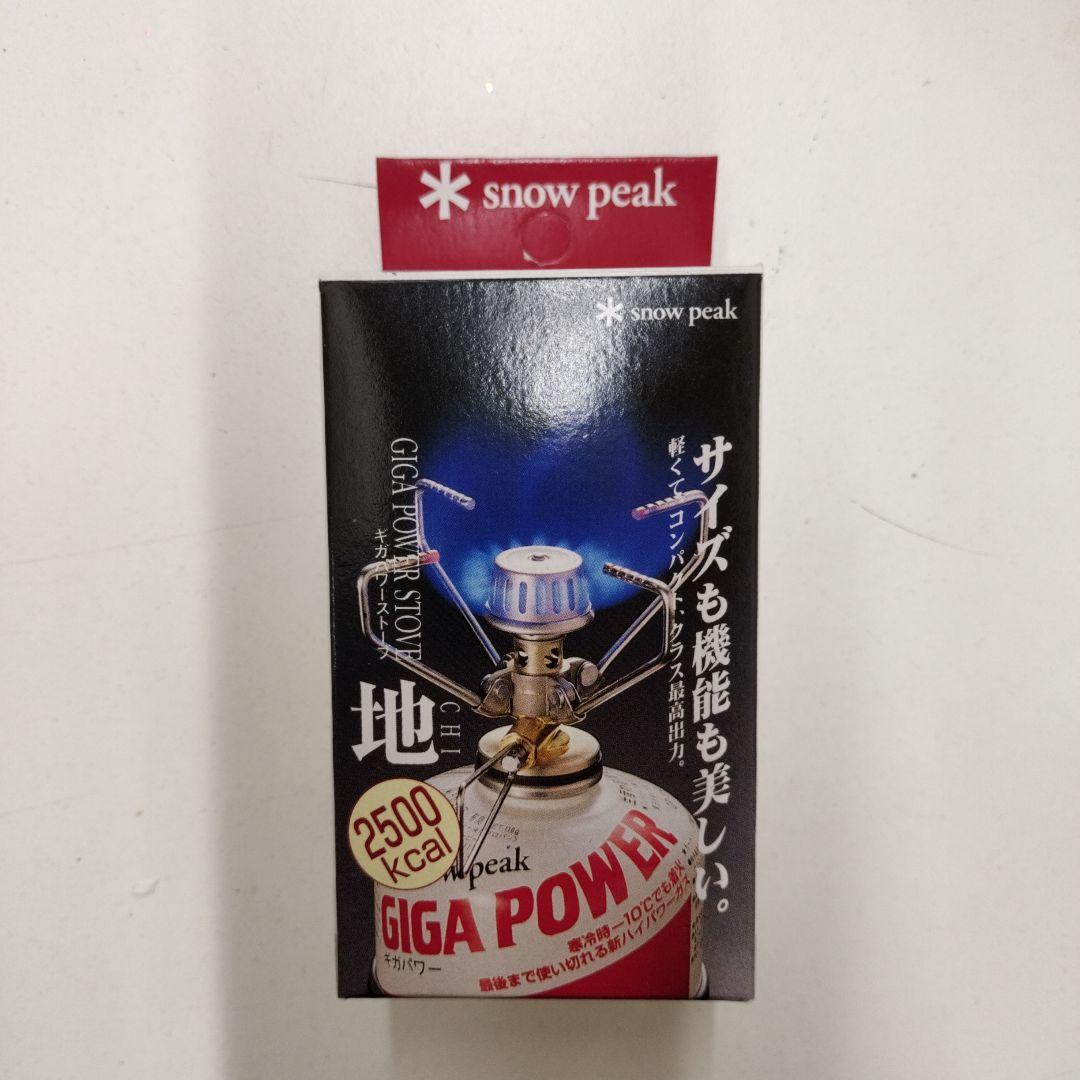 snow peak
snow peak
サイズも機能も美しい。
軽くて、コンパクト、クラス最高出力。
GIGA POWER STOVE
ギガパワーストーブ
地
CHI
2500
kcal
w peak
GIGA POWER
ギガパワー
寒冷時−10℃でも着火
最後まで使い切れる新ハイパワーガス